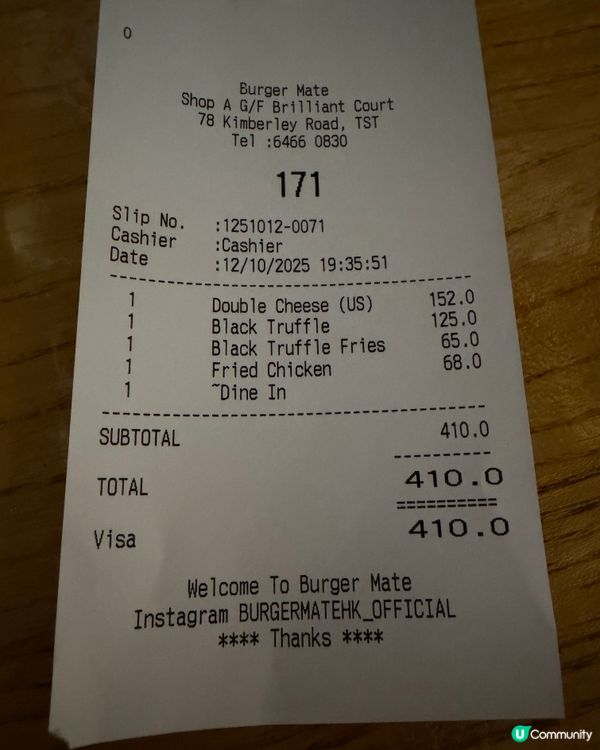 0
Burger Mate
Shop A G/F Brilliant Court
78 Kimberley Road, TST
Tel :6466 0830
171
Slip No. :1251012-0071
Cashier :Cashier
Date :12/10/2025 19:35:51
1 Double Cheese (US) 152.0
1 Black Truffle 125.0
1 Black Truffle Fries 65.0
1 Fried Chicken 68.0
1 ~Dine In
SUBTOTAL 410.0
TOTAL 410.0
Visa 410.0
Welcome To Burger Mate
Instagram BURGERMATEHK_OFFICIAL
**** Thanks ****
U Community